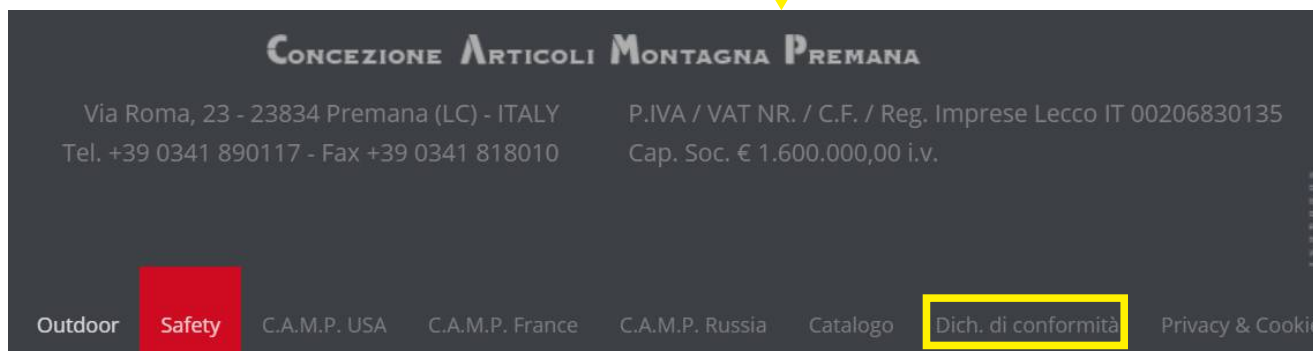 CONCEZIONE ARTICOLI MONTAGNA PREMANA
Via Roma, 23 - 23834 Premana (LC) - ITALY
Tel. +39 0341 890117 - Fax +39 0341 818010
P.IVA / VAT NR. / C.F. / Reg. Imprese Lecco IT 00206830135
Cap. Soc. € 1.600.000,00 i.v.
Outdoor Safety C.A.M.P. USA C.A.M.P. France C.A.M.P. Russia Catalogo Dich. di conformità Privacy & Cookie